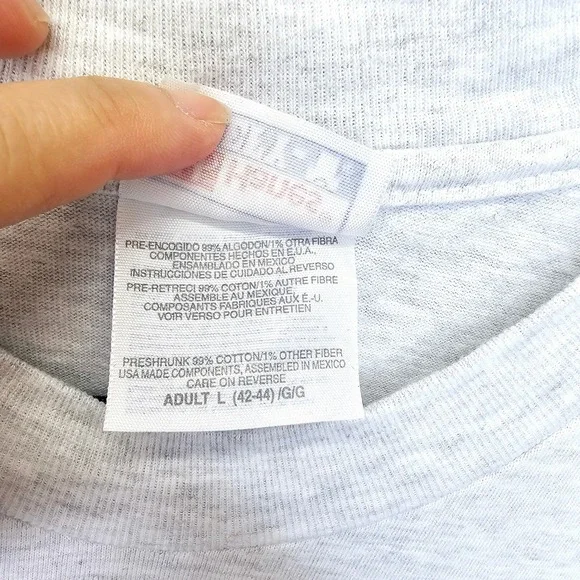 Hanes
PRE-ENCOGIDO 99% ALGODON/1% OTRA FIBRA
COMPONENTES HECHOS EN E.U.A.,
ENSAMBLADO EN MEXICO
INSTRUCCIONES DE CUIDADO AL REVERSO
PRE-RETRECI 99% COTON/1% AUTRE FIBRE
ASSEMBLE AU MEXIQUE,
COMPOSANTS FABRIQUES AUX É.-U.
VOIR VERSO POUR ENTRETIEN
PRESHRUNK 99% COTTON/1% OTHER FIBER
USA MADE COMPONENTS, ASSEMBLED IN MEXICO
CARE ON REVERSE
ADULT L (42-44) /G/G